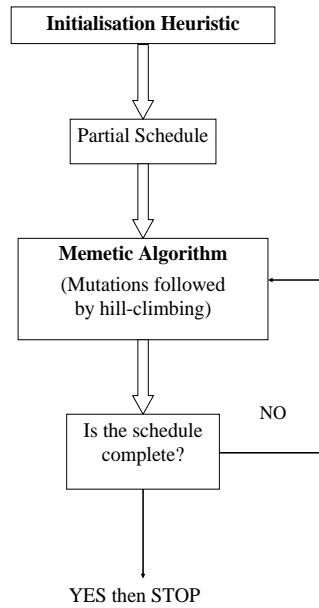 Initialisation Heuristic
Partial Schedule
Memetic Algorithm
(Mutations followed
by hill-climbing)
Is the schedule
complete?
NO
YES then STOP